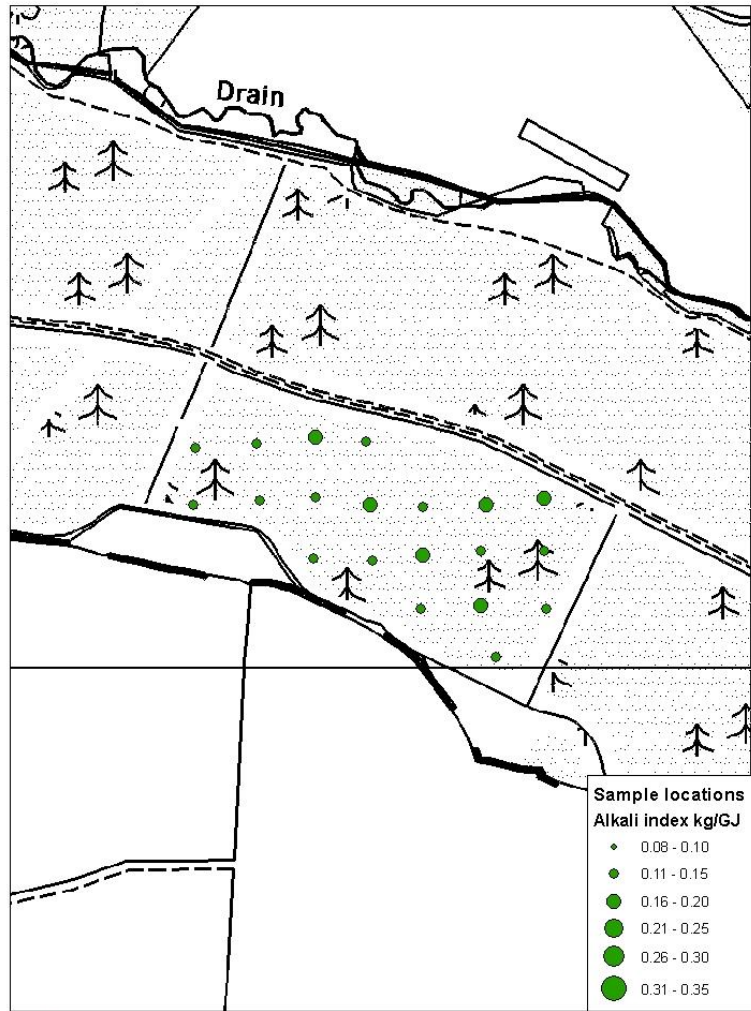 Drain
Sample locations
Alkali index kg/GJ
0.08 - 0.10
0.11 - 0.15
0.16 - 0.20
0.21 - 0.25
0.26 - 0.30
0.31 - 0.35